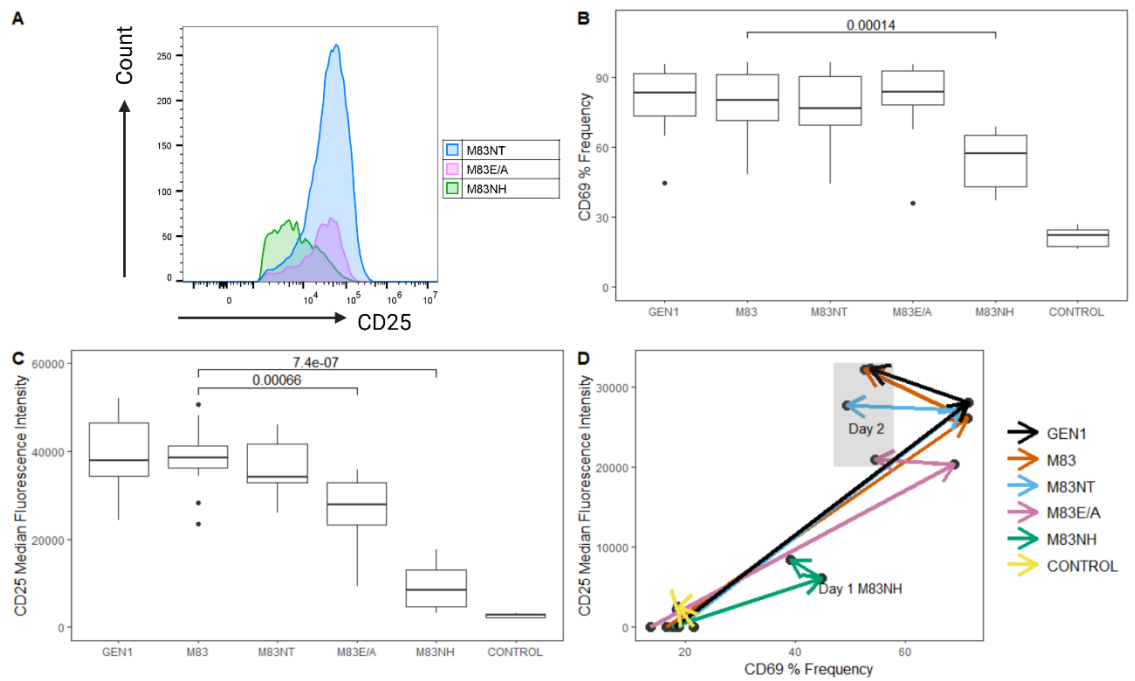 A
Count
250
200
150
100
50
0
0
10^4
10^5
10^6
10^7
CD25
M83NT
M83E/A
M83NH
B
0.00014
CD69 % Frequency
90
60
30
0
GEN1 M83 M83NT M83E/A M83NH CONTROL
C
7.4e-07
0.00066
CD25 Median Fluorescence Intensity
60000
40000
20000
0
GEN1 M83 M83NT M83E/A M83NH CONTROL
D
CD25 Median Fluorescence Intensity
30000
20000
10000
0
Day 2
Day 1 M83NH
20 40 60
CD69 % Frequency
GEN1
M83
M83NT
M83E/A
M83NH
CONTROL